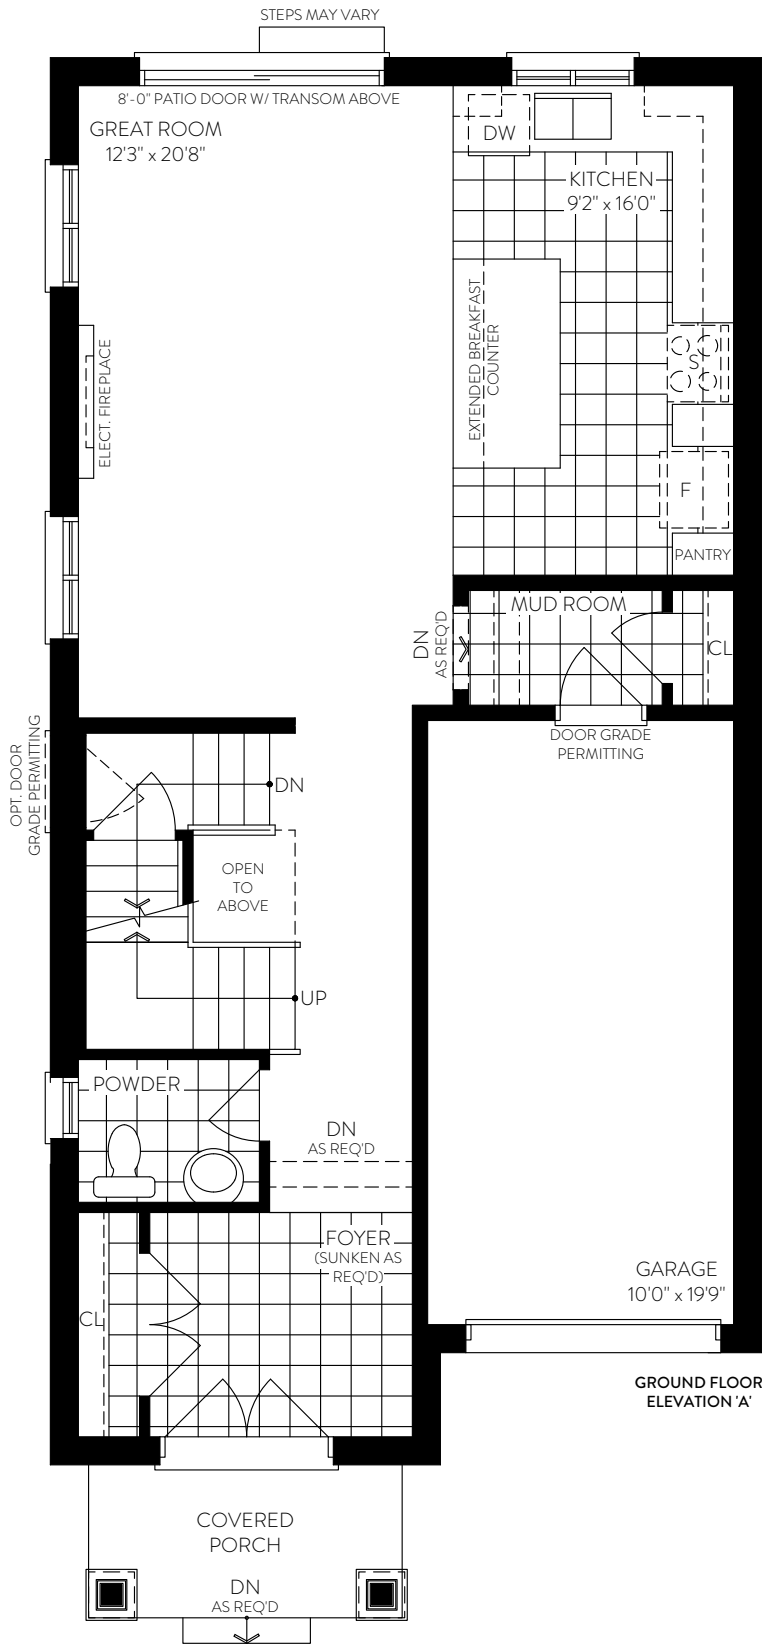 STEPS MAY VARY
8'-0" PATIO DOOR W/ TRANSOM ABOVE
GREAT ROOM
12'3" x 20'8"
DW
KITCHEN
9'2" x 16'0"
EXTENDED BREAKFAST
COUNTER
S
ELECT. FIREPLACE
F
PANTRY
MUD ROOM
DN
AS REQ'D
CL
DOOR GRADE
PERMITTING
OPT. DOOR
GRADE PERMITTING
DN
OPEN
TO
ABOVE
UP
POWDER
DN
AS REQ'D
FOYER
(SUNKEN AS
REQ'D)
CL
GARAGE
10'0" x 19'9"
GROUND FLOOR
ELEVATION 'A'
COVERED
PORCH
DN
AS REQ'D